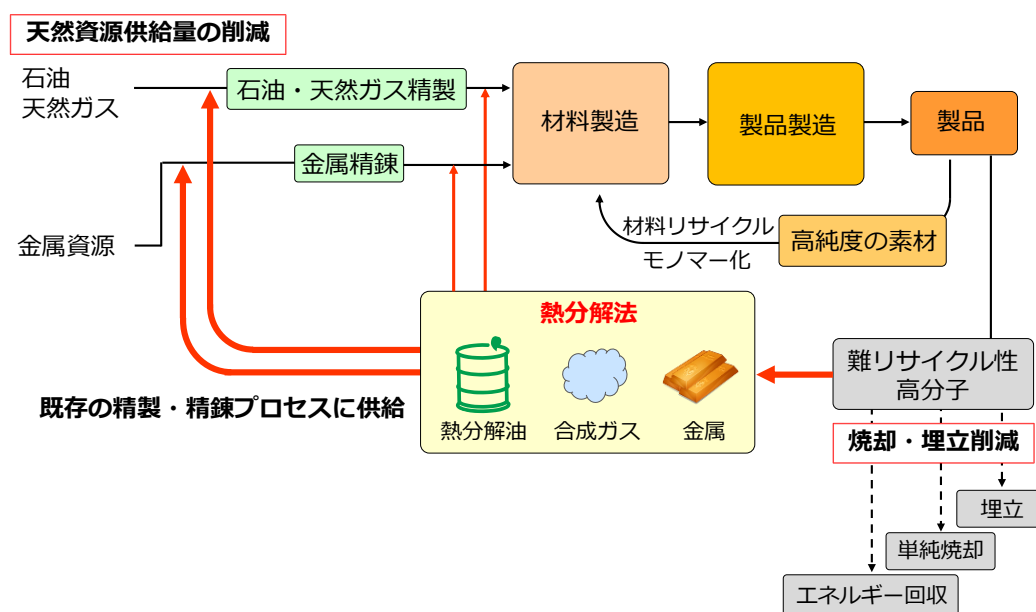 天然資源供給量の削減
石油
天然ガス
石油・天然ガス精製
材料製造
製品製造
製品
金属精錬
金属資源
材料リサイクル
モノマー化
高純度の素材
熱分解法
熱分解油
合成ガス
金属
難リサイクル性
高分子
既存の精製・精錬プロセスに供給
焼却・埋立削減
埋立
単純焼却
エネルギー回収